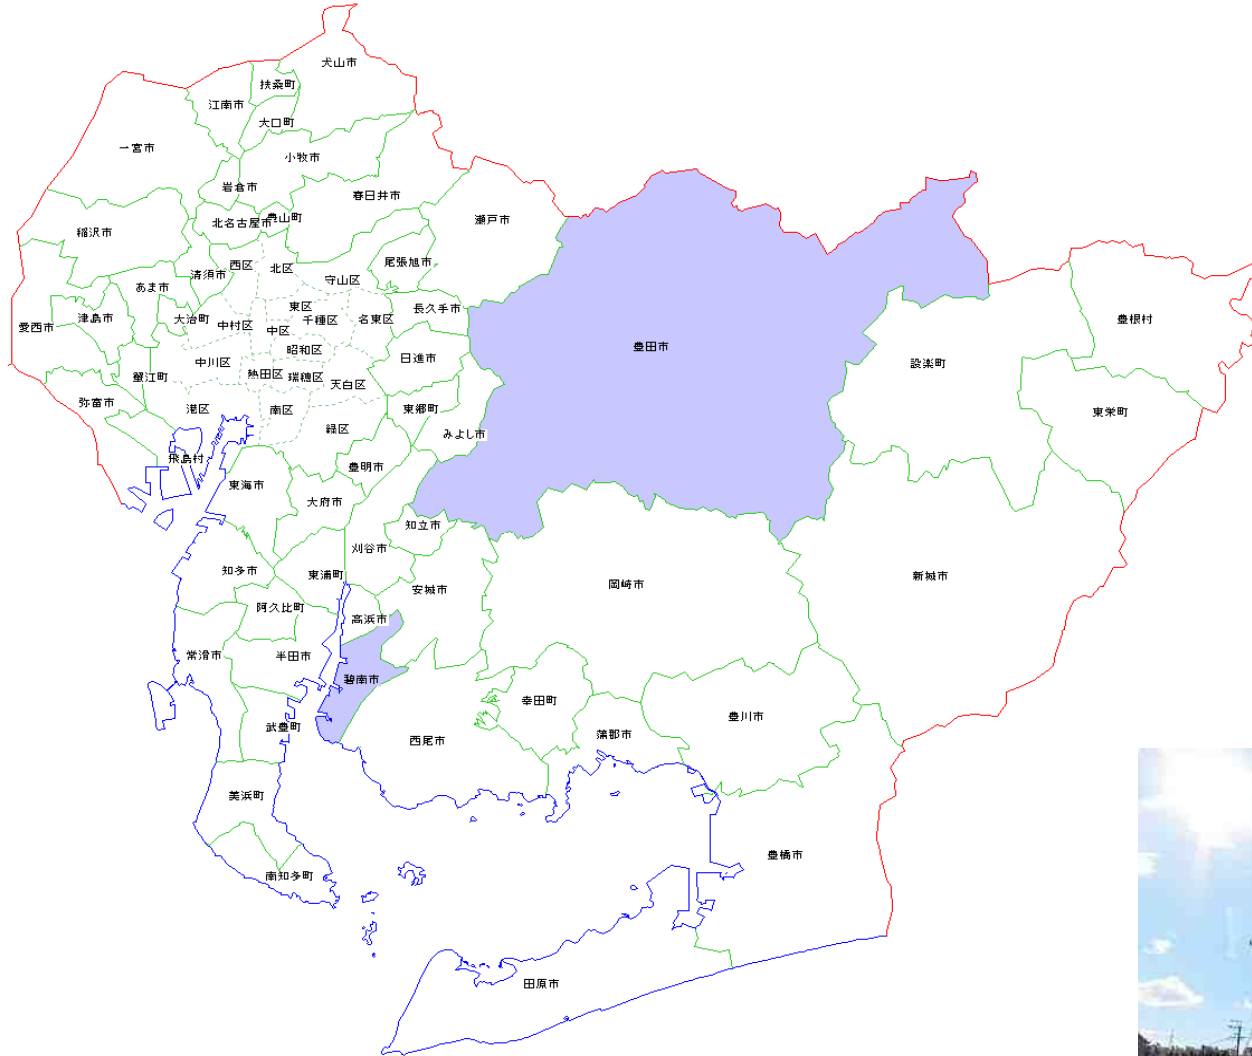 犬山市
扶桑町
江南市
大口町
一宮市
小牧市
岩倉市
春日井市
豊山町
北名古屋市
瀬戸市
稲沢市
尾張旭市
西区
北区
清須市
守山区
あま市
長久手市
東区
千種区
名東区
津島市
大治町
中村区
中区
愛西市
昭和区
日進市
豊田市
豊根村
設楽町
中川区
蟹江町
熱田区
瑞穂区
天白区
弥富市
港区
南区
東郷町
東栄町
緑区
みよし市
飛島村
豊明市
東海市
大府市
知立市
刈谷市
知多市
東浦町
安城市
岡崎市
新城市
阿久比町
高浜市
常滑市
半田市
碧南市
幸田町
武豊町
西尾市
蒲郡市
豊川市
美浜町
豊橋市
南知多町
田原市